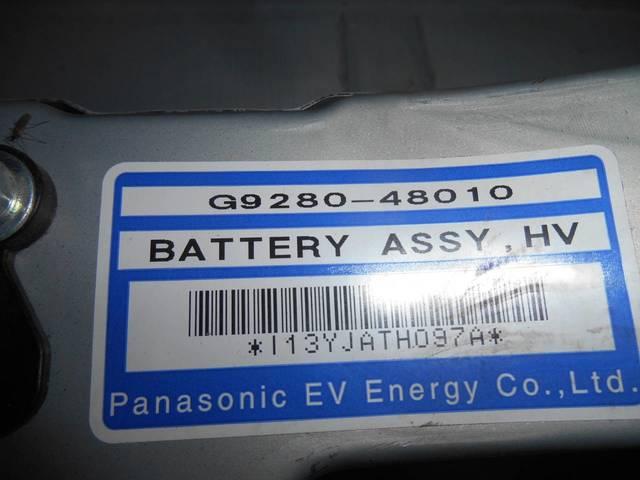 G9280-48010
BATTERY ASSY, HV
*I13YJATH097A*
Panasonic EV Energy Co.,Ltd.